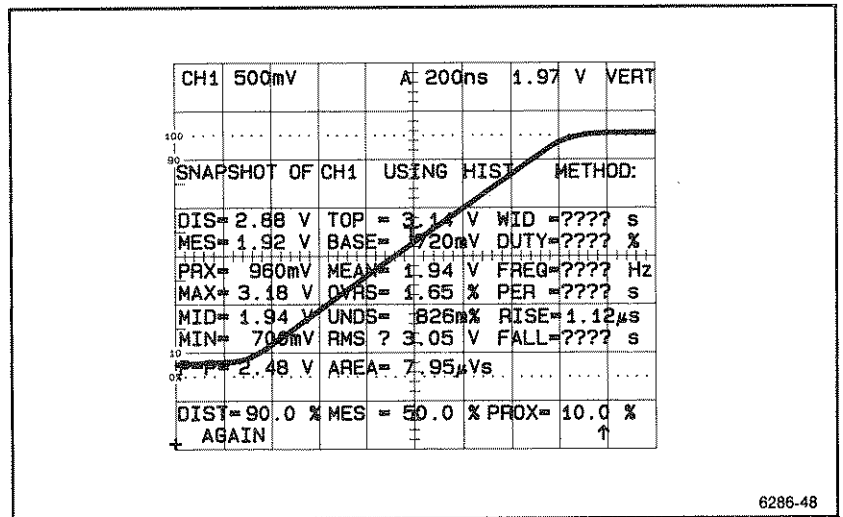 CH1 500mV A 200ns 1.97 V VERT
100
90
SNAPSHOT OF CH1 USING HIST METHOD:
DIS= 2.88 V TOP = 3.14 V WID =???? s
MES= 1.92 V BASE= 720mV DUTY=???? %
PRX= 960mV MEAN= 1.94 V FREQ=???? Hz
MAX= 3.18 V OVRS= 1.65 % PER =???? s
MID= 1.94 V UNDS= 826m% RISE=1.12µs
MIN= 700mV RMS ? 3.05 V FALL=???? s
10
P-P= 2.48 V AREA= 7.95µVs
0%
DIST=90.0 % MES = 50.0 % PROX= 10.0 %
AGAIN ↑
6286-48